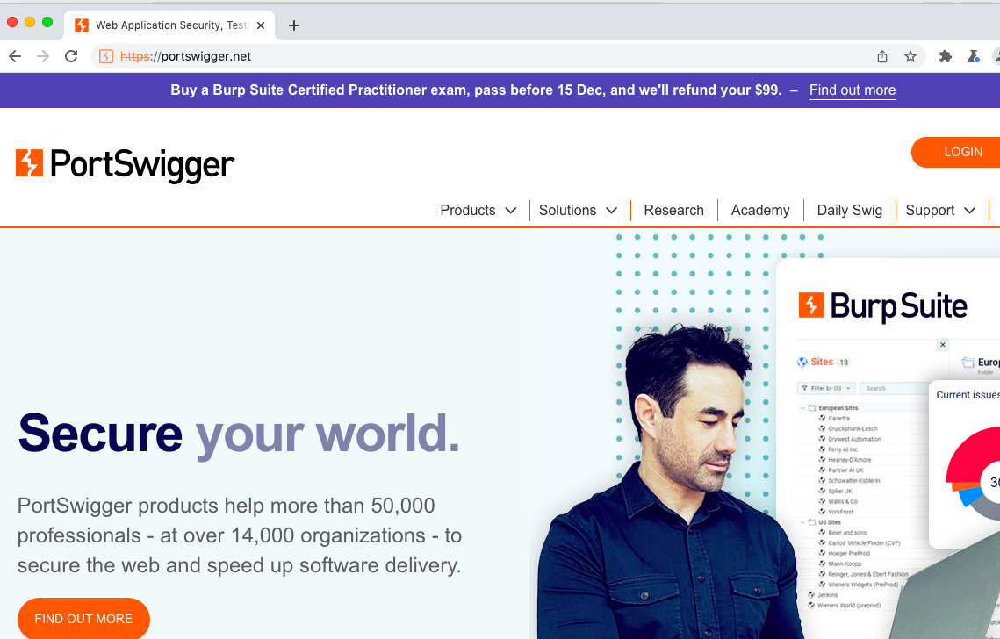 Web Application Security, Test
https://portswigger.net
Buy a Burp Suite Certified Practitioner exam, pass before 15 Dec, and we'll refund your $99. – Find out more
PortSwigger
LOGIN
Products
Solutions
Research
Academy
Daily Swig
Support
Burp Suite
Sites 18
Europ
Folder
Filter by (0)
Search
Current issues
European Sites
Carartra
Cruickshank-Lesch
Drywest Automation
Ferry AI Inc
Heaney-D'Amore
Partner AI UK
Schowalter-Kshlerin
Splier UK
Wallis & Co
YorkFrost
US Sites
Beier and sons
Carlos' Vehicle Finder (CVF)
Hoeger PreProd
Mann-Koepp
Reinger, Jones & Ebert Fashion
Wieners Widgets (PreProd)
Jenkins
Wieners World (preprod)
30
Secure your world.
PortSwigger products help more than 50,000
professionals - at over 14,000 organizations - to
secure the web and speed up software delivery.
FIND OUT MORE